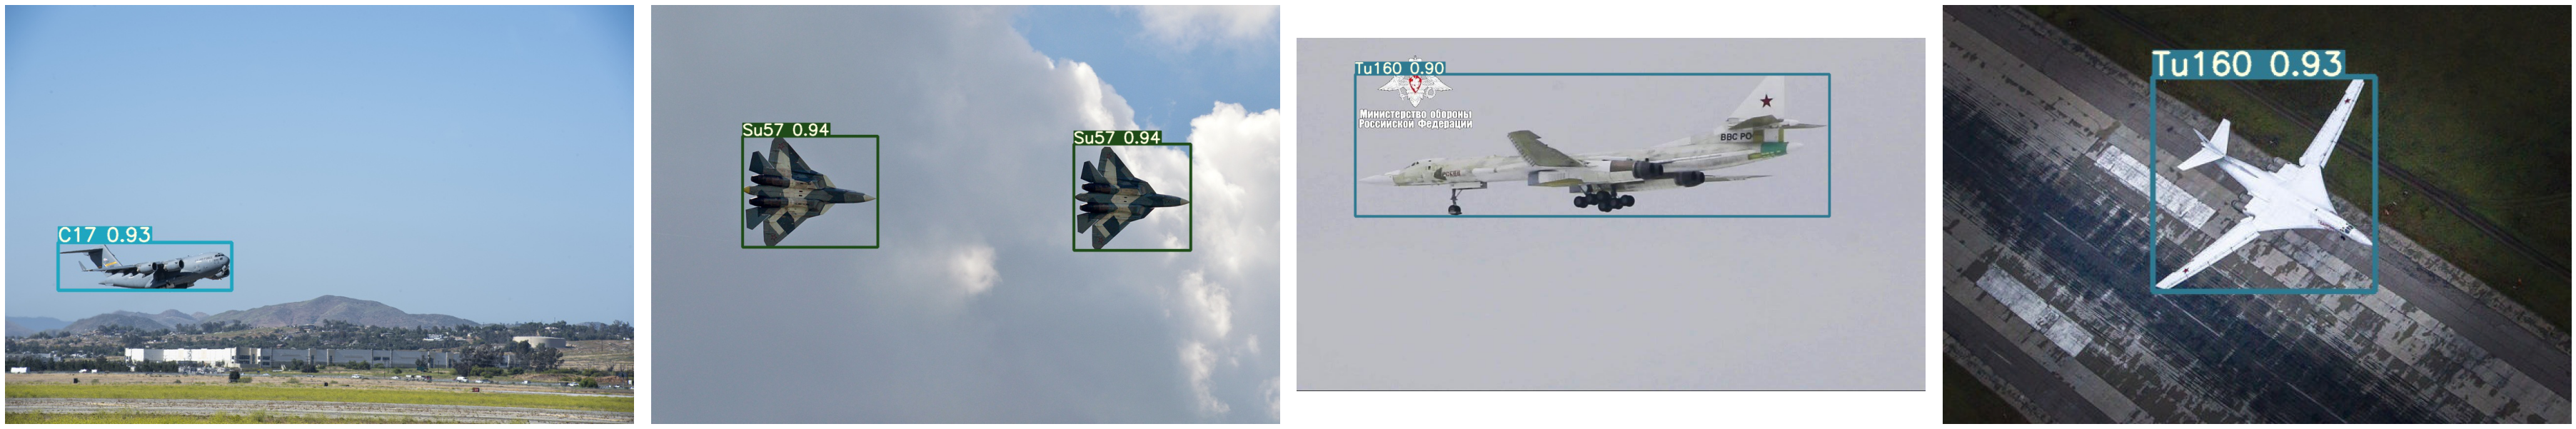 C17 0.93
Su57 0.94
Su57 0.94
Tu160 0.90
Министерство обороны
Российской Федерации
ВВС РО
Tu160 0.93